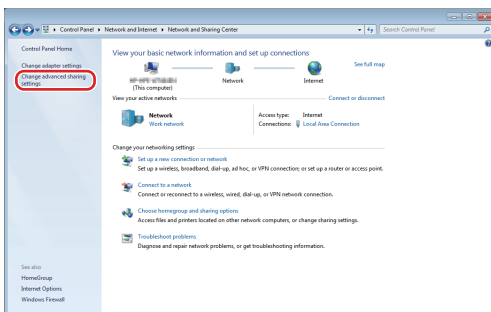 Control Panel ▸ Network and Internet ▸ Network and Sharing Center
Search Control Panel
Control Panel Home
Change adapter settings
Change advanced sharing
settings
See also
HomeGroup
Internet Options
Windows Firewall
View your basic network information and set up connections
See full map
(This computer)
Network
Internet
View your active networks
Connect or disconnect
Network
Work network
Access type: Internet
Connections: Local Area Connection
Change your networking settings
Set up a new connection or network
Set up a wireless, broadband, dial-up, ad hoc, or VPN connection; or set up a router or access point.
Connect to a network
Connect or reconnect to a wireless, wired, dial-up, or VPN network connection.
Choose homegroup and sharing options
Access files and printers located on other network computers, or change sharing settings.
Troubleshoot problems
Diagnose and repair network problems, or get troubleshooting information.